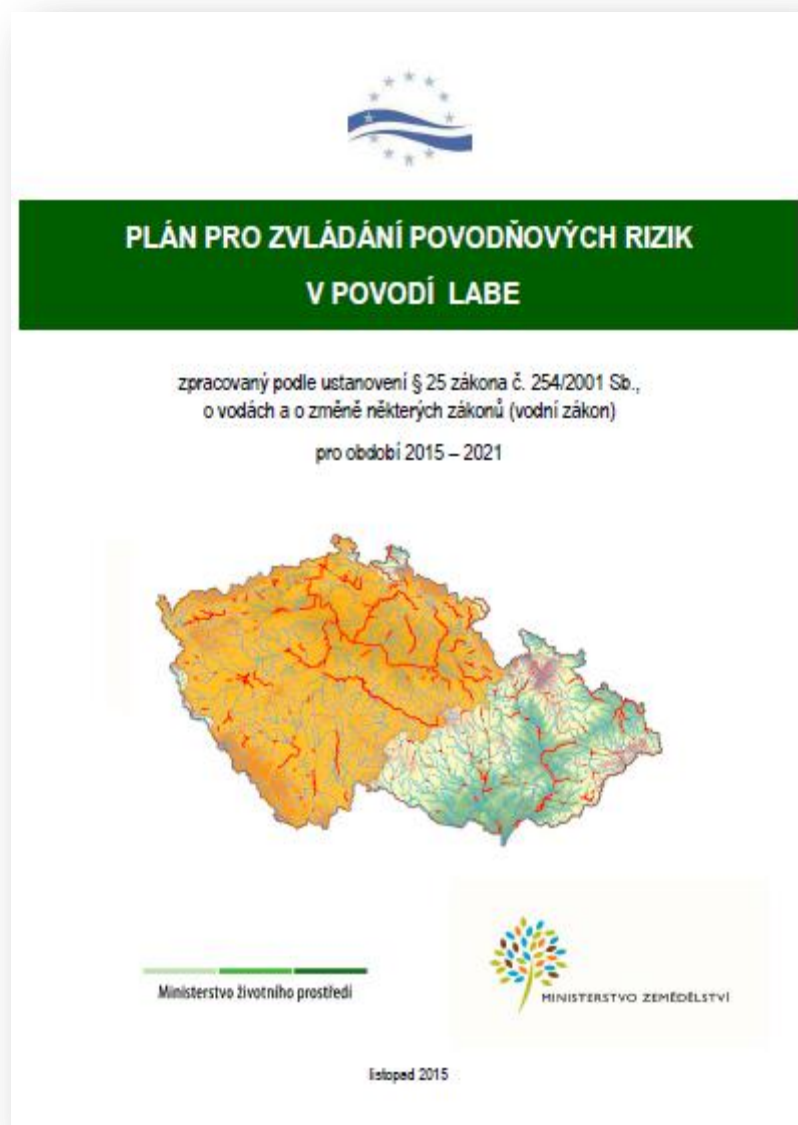 PLÁN PRO ZVLÁDÁNÍ POVODŇOVÝCH RIZIK
V POVODÍ LABE
zpracovaný podle ustanovení § 25 zákona č. 254/2001 Sb.,
o vodách a o změně některých zákonů (vodní zákon)
pro období 2015 – 2021
Ministerstvo životního prostředí
MINISTERSTVO ZEMĚDĚLSTVÍ
listopad 2015